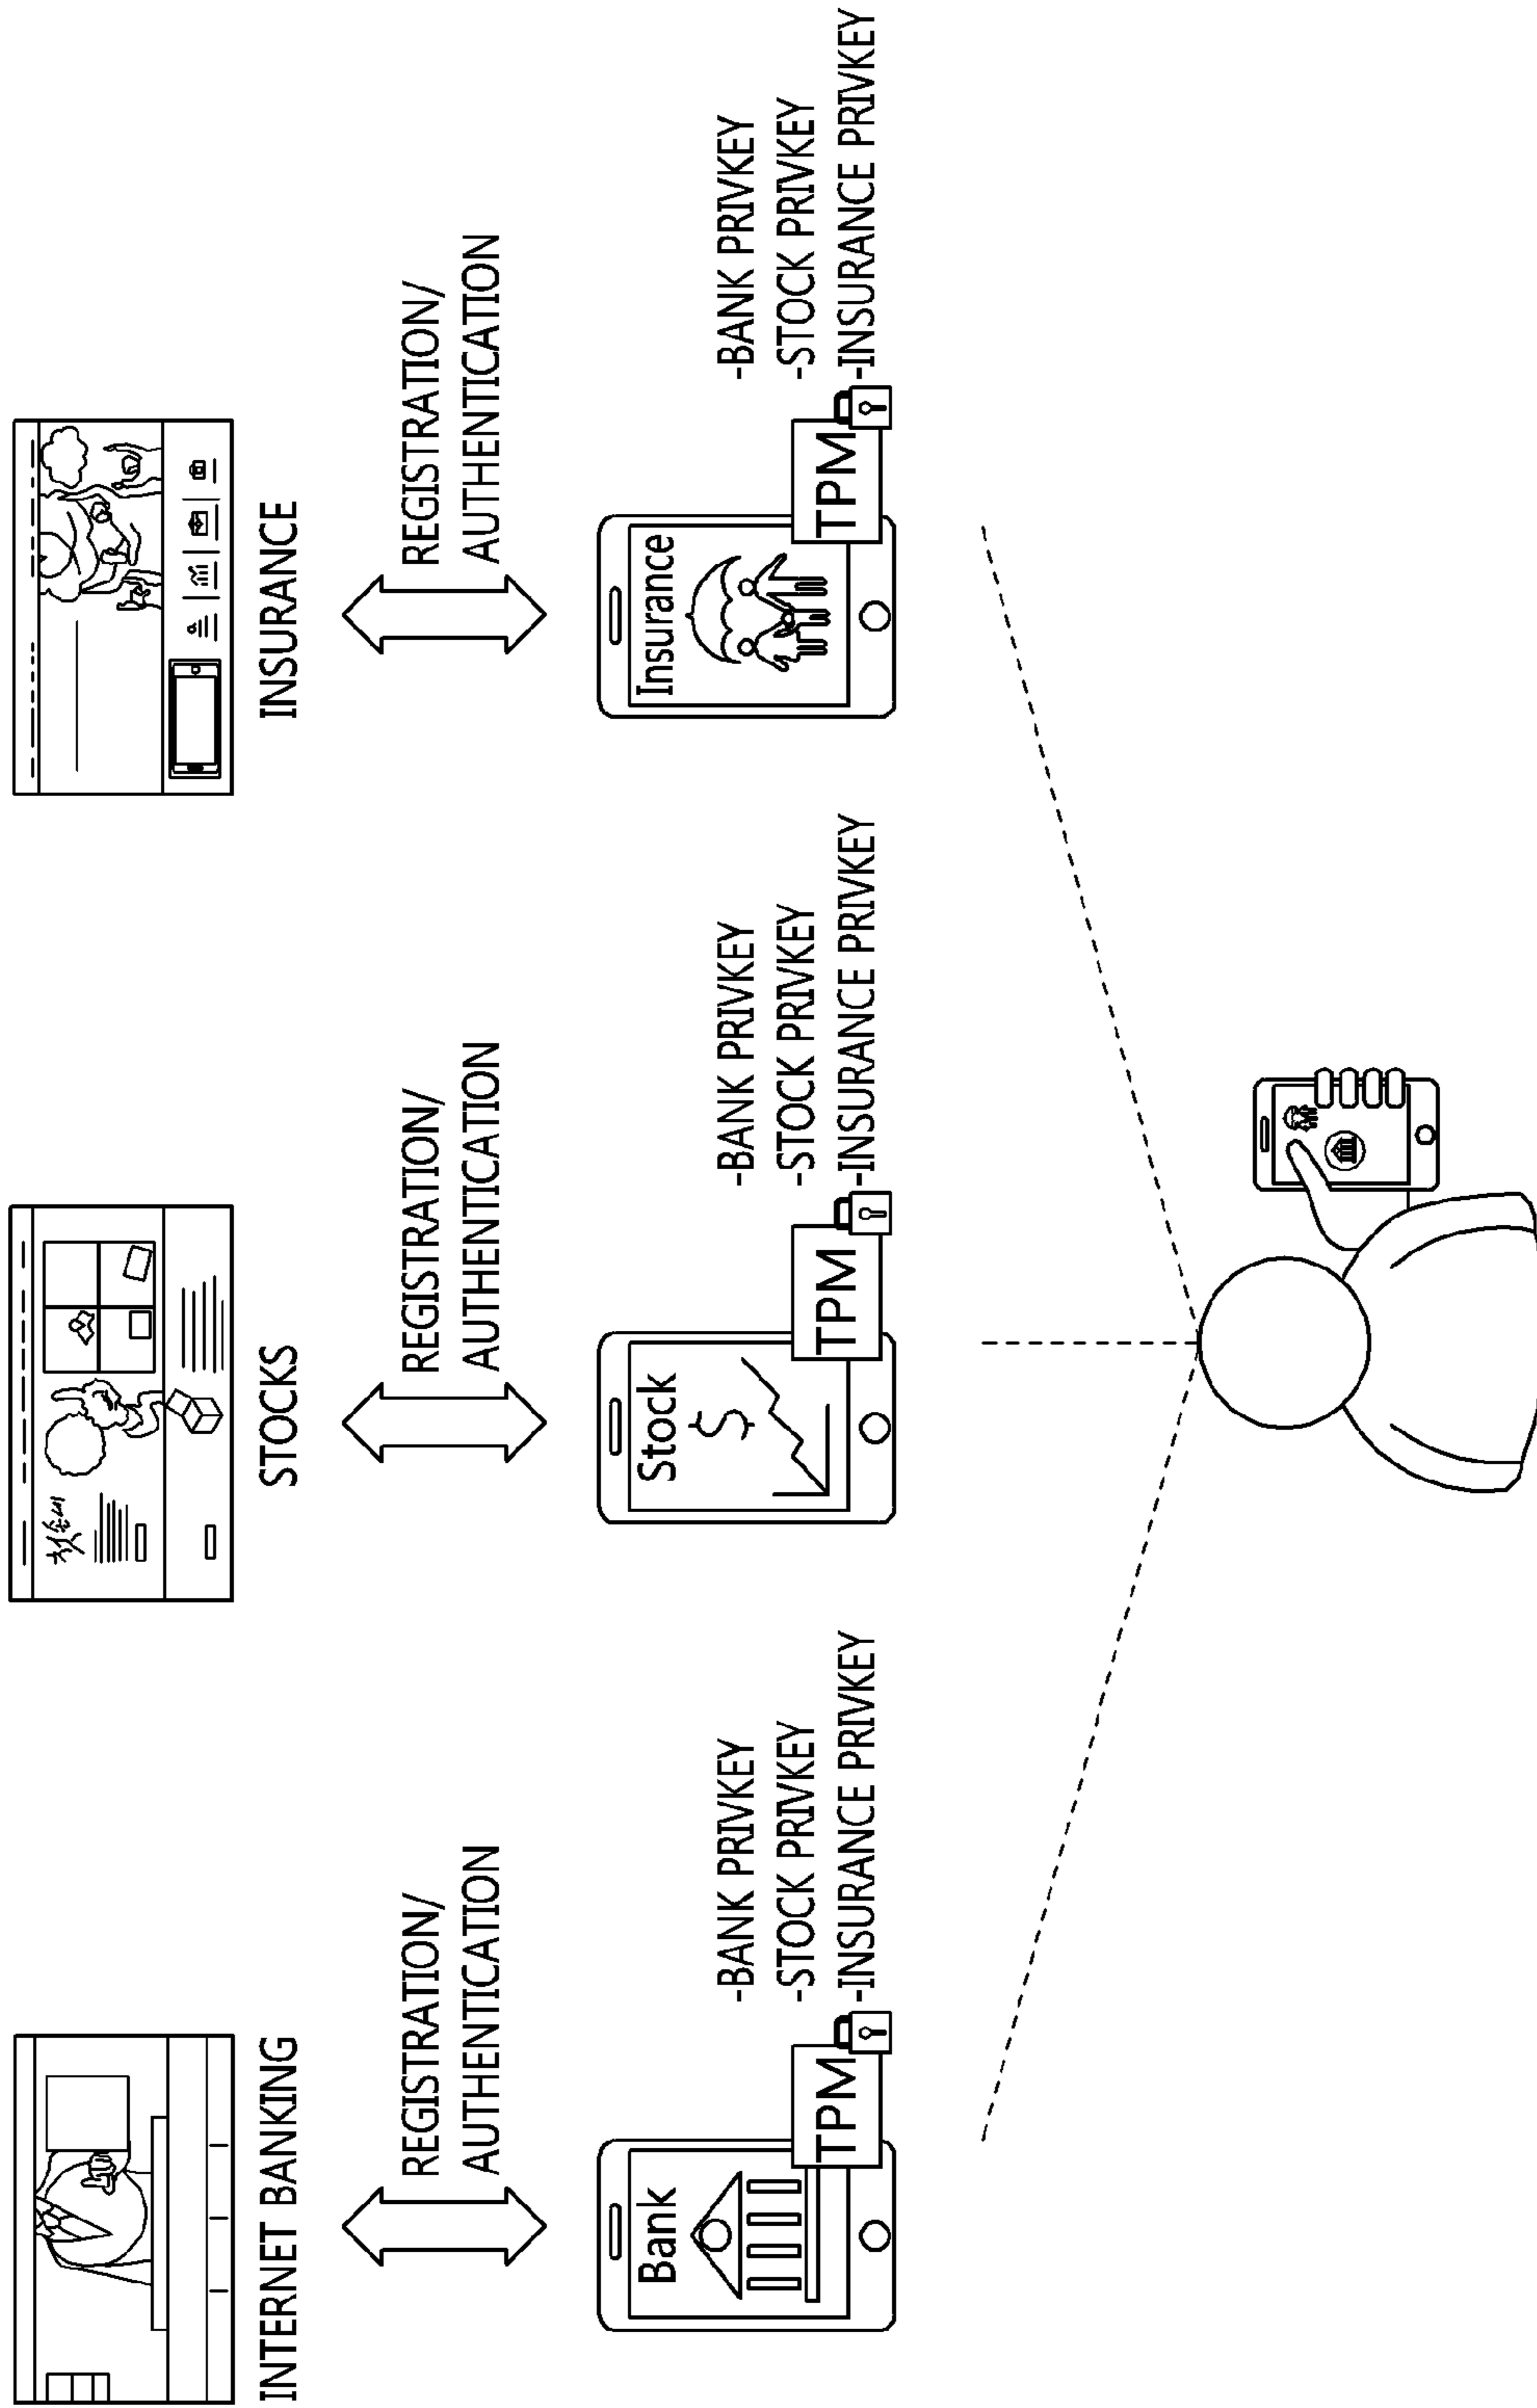 INTERNET BANKING
STOCKS
INSURANCE
REGISTRATION/
AUTHENTICATION
REGISTRATION/
AUTHENTICATION
REGISTRATION/
AUTHENTICATION
Bank
TPM
-BANK PRIVKEY
-STOCK PRIVKEY
-INSURANCE PRIVKEY
Stock
$
TPM
-BANK PRIVKEY
-STOCK PRIVKEY
-INSURANCE PRIVKEY
Insurance
TPM
-BANK PRIVKEY
-STOCK PRIVKEY
-INSURANCE PRIVKEY